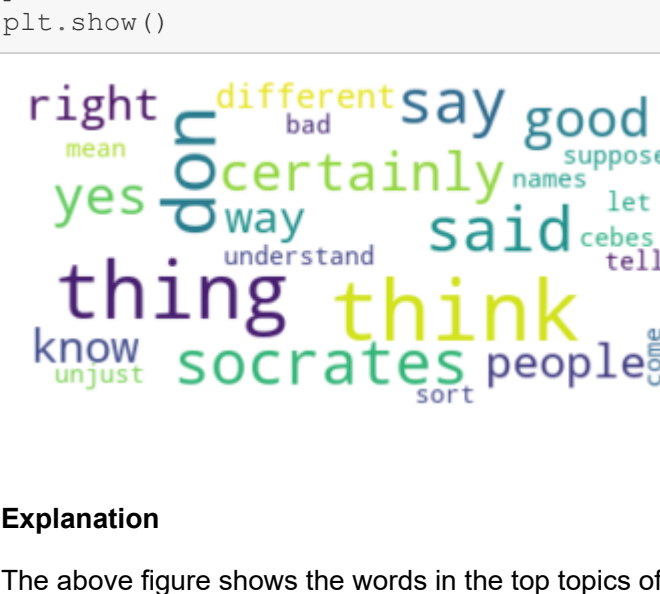 plt.show()
right don different say good
bad
mean certainly suppose
yes names
way said let
cebes
understand tell
thing think
know socrates people come
unjust sort
Explanation
The above figure shows the words in the top topics of